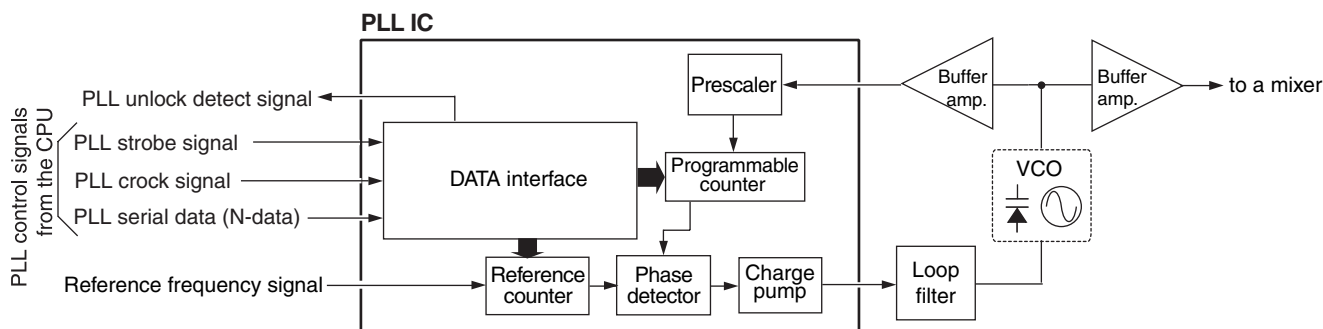 PLL IC
PLL control signals
from the CPU
PLL unlock detect signal
PLL strobe signal
PLL crock signal
PLL serial data (N-data)
Reference frequency signal
DATA interface
Prescaler
Programmable
counter
Reference
counter
Phase
detector
Charge
pump
Loop
filter
VCO
Buffer
amp.
Buffer
amp.
to a mixer